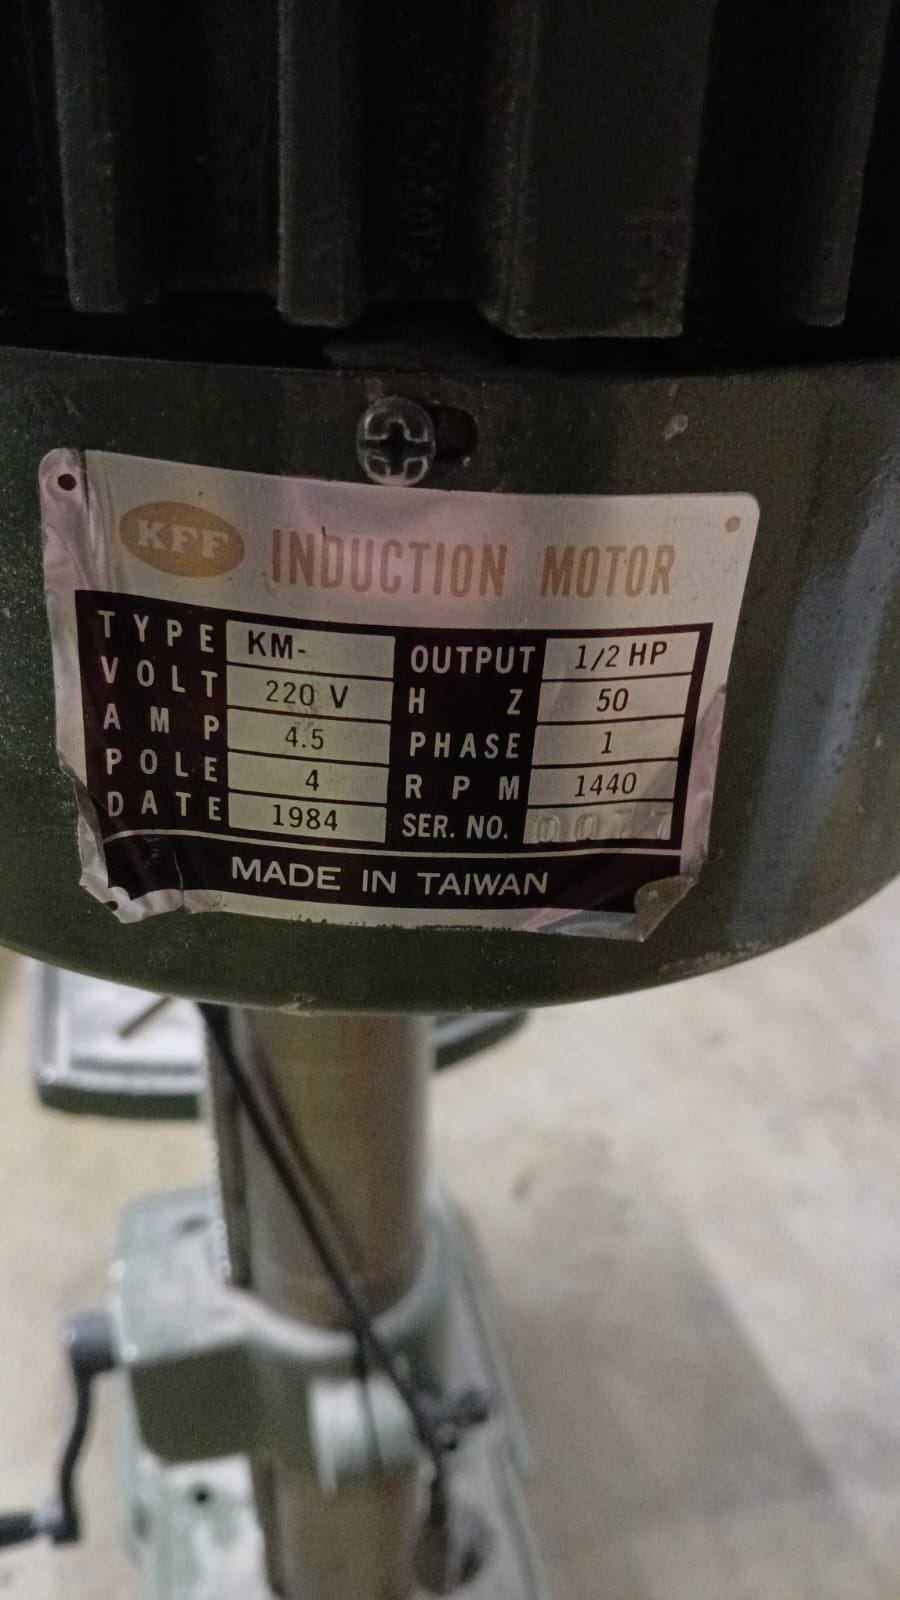 KFF INDUCTION MOTOR
TYPE KM- OUTPUT 1/2 HP
VOLT 220 V HZ 50
AMP 4.5 PHASE 1
POLE 4 RPM 1440
DATE 1984 SER. NO. 0077
MADE IN TAIWAN